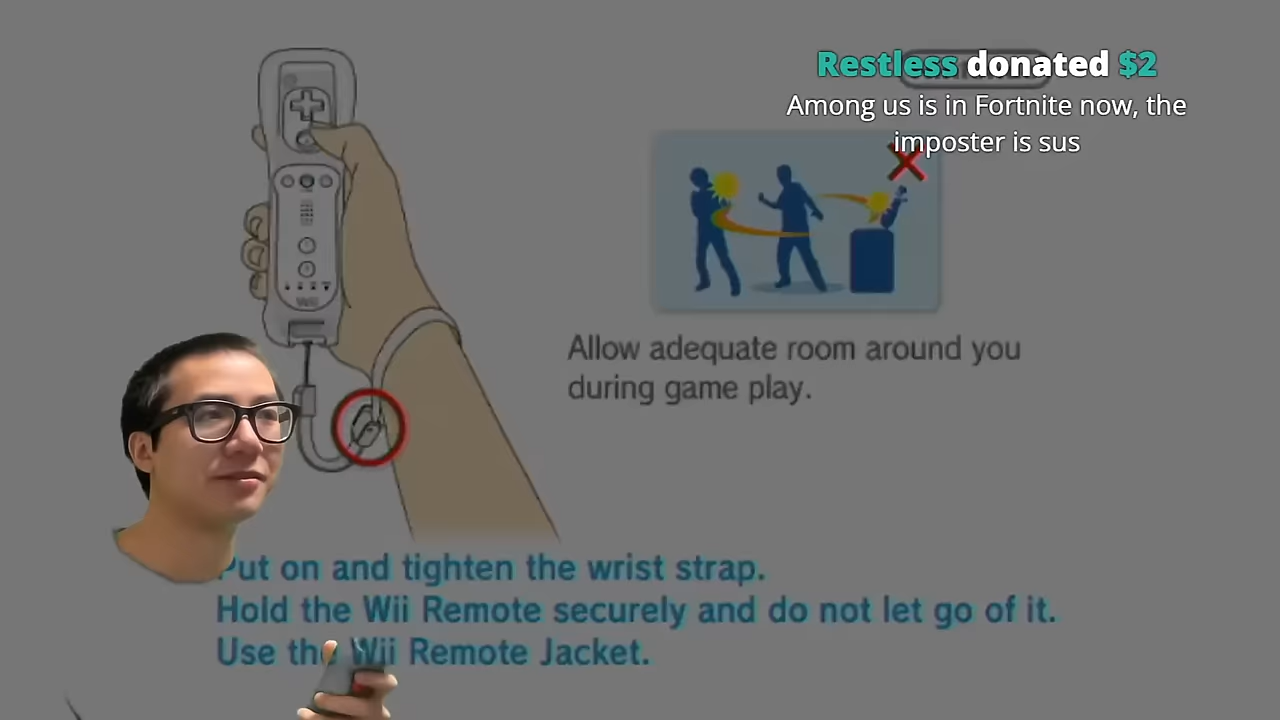 Restless donated $2
Among us is in Fortnite now, the
imposter is sus
Wii
Allow adequate room around you
during game play.
Put on and tighten the wrist strap.
Hold the Wii Remote securely and do not let go of it.
Use the Wii Remote Jacket.